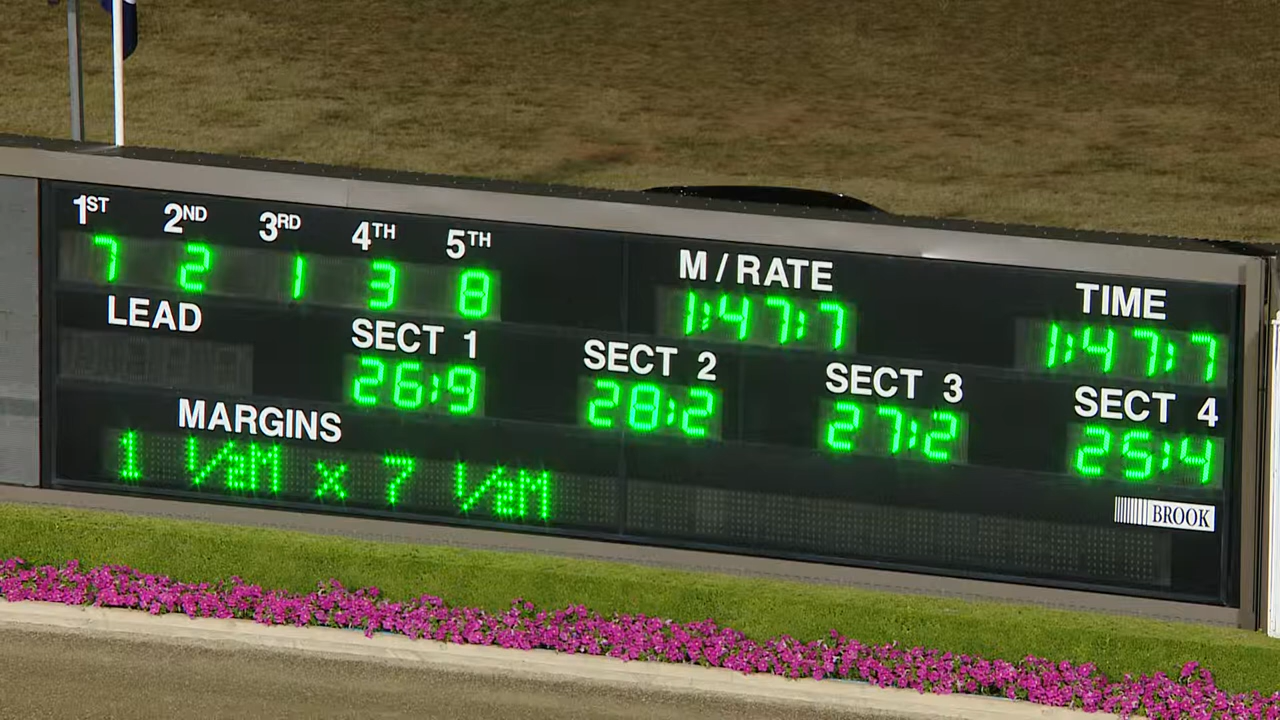 1ST 2ND 3RD 4TH 5TH M/RATE TIME
7 2 1 3 8 1:47:7 1:47:7
LEAD SECT 1 SECT 2 SECT 3 SECT 4
26:9 28:2 27:2 25:4
MARGINS
1 1/2M x 7 1/2M
BROOK